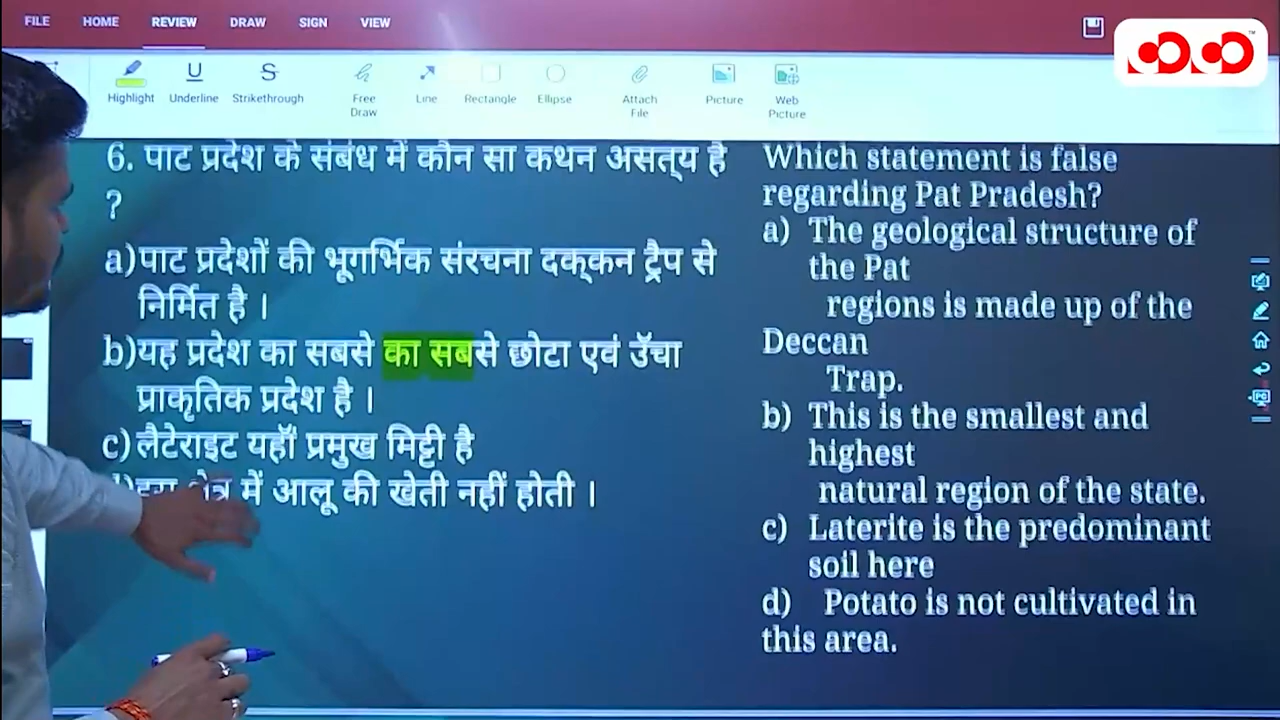 FILE HOME REVIEW DRAW SIGN VIEW
Highlight Underline Strikethrough Free Draw Line Rectangle Ellipse Attach File Picture Web Picture
6. पाट प्रदेश के संबंध में कौन सा कथन असत्य है
?
a) पाट प्रदेशों की भूगर्भिक संरचना दक्कन ट्रैप से
निर्मित है ।
b) यह प्रदेश का सबसे का सबसे छोटा एवं उॅंचा
प्राकृतिक प्रदेश है ।
c) लैटेराइट यहॉं प्रमुख मिट्टी है
में आलू की खेती नहीं होती ।
Which statement is false
regarding Pat Pradesh?
a) The geological structure of
the Pat
regions is made up of the
Deccan
Trap.
b) This is the smallest and
highest
natural region of the state.
c) Laterite is the predominant
soil here
d) Potato is not cultivated in
this area.